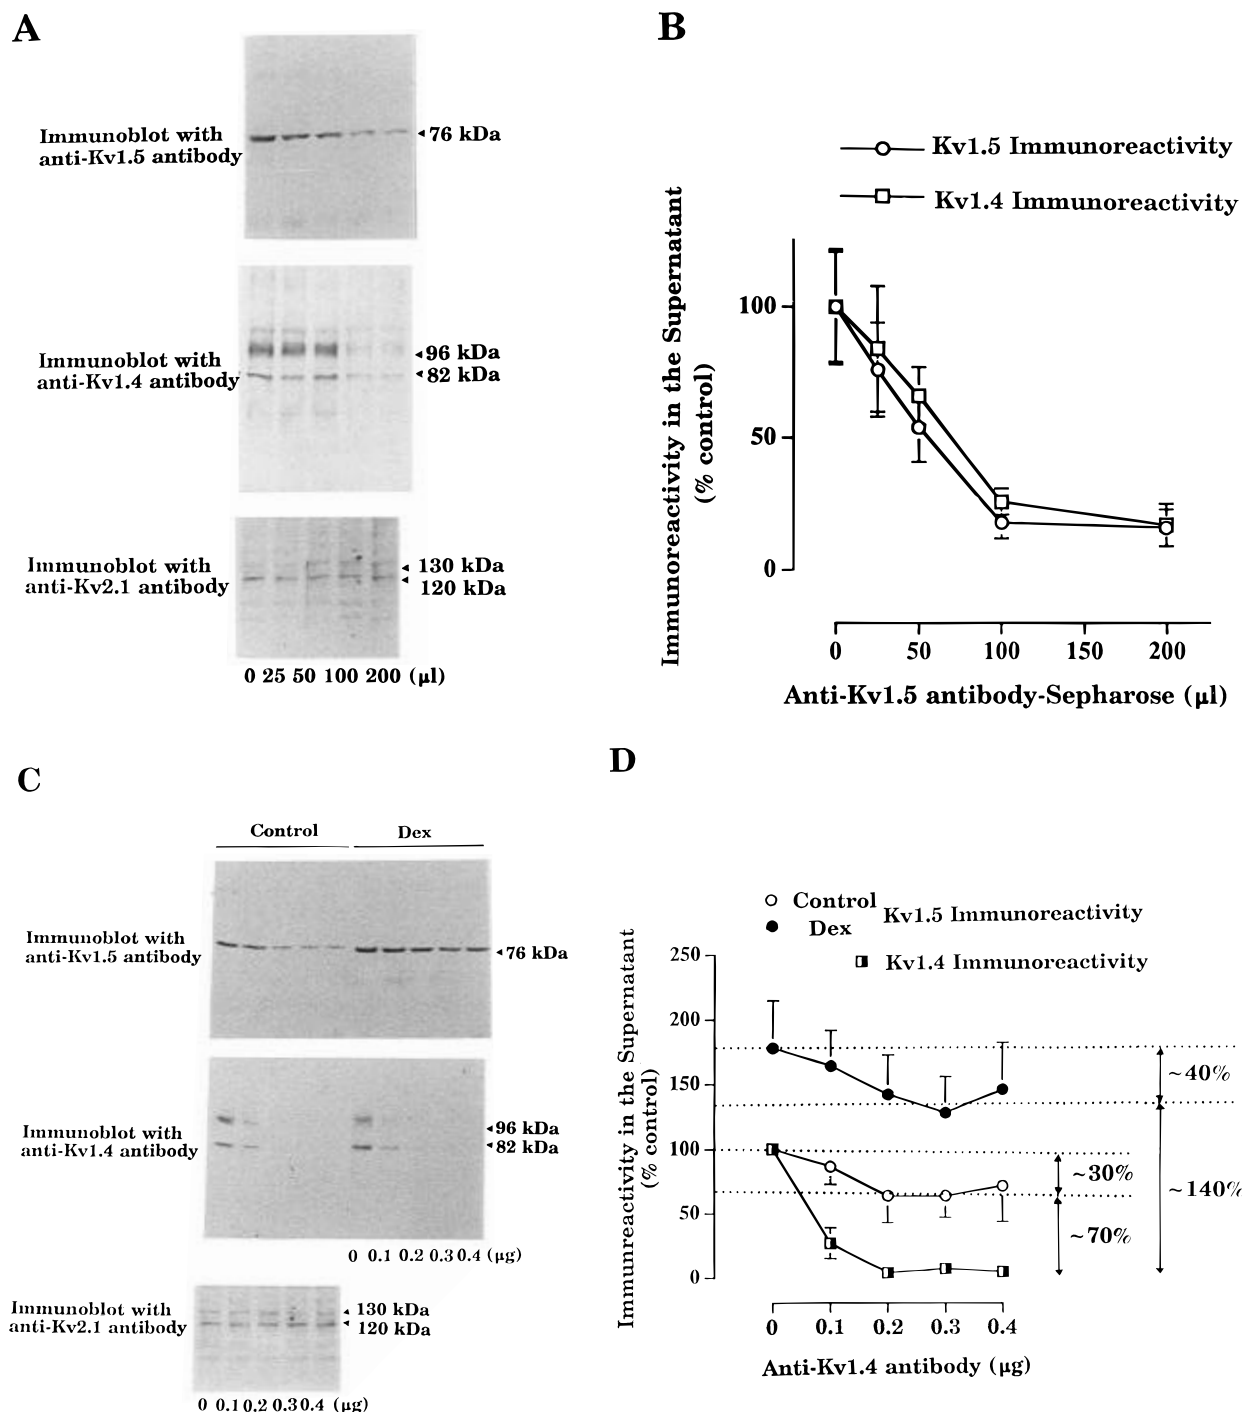 A
Immunoblot with
anti-Kv1.5 antibody
76 kDa
Immunoblot with
anti-Kv1.4 antibody
96 kDa
82 kDa
Immunoblot with
anti-Kv2.1 antibody
130 kDa
120 kDa
0 25 50 100 200 (μl)
B
Kv1.5 Immunoreactivity
Kv1.4 Immunoreactivity
Immunoreactivity in the Supernatant
(% control)
100
50
0
0 50 100 150 200
Anti-Kv1.5 antibody-Sepharose (μl)
C
Control Dex
Immunoblot with
anti-Kv1.5 antibody
76 kDa
Immunoblot with
anti-Kv1.4 antibody
96 kDa
82 kDa
0 0.1 0.2 0.3 0.4 (μg)
Immunoblot with
anti-Kv2.1 antibody
130 kDa
120 kDa
0 0.1 0.2 0.3 0.4 (μg)
D
Control
Dex
Kv1.5 Immunoreactivity
Kv1.4 Immunoreactivity
Immunreactivity in the Supernatant
(% control)
250
200
150
100
50
0
~40%
~30%
~140%
~70%
0 0.1 0.2 0.3 0.4
Anti-Kv1.4 antibody (μg)